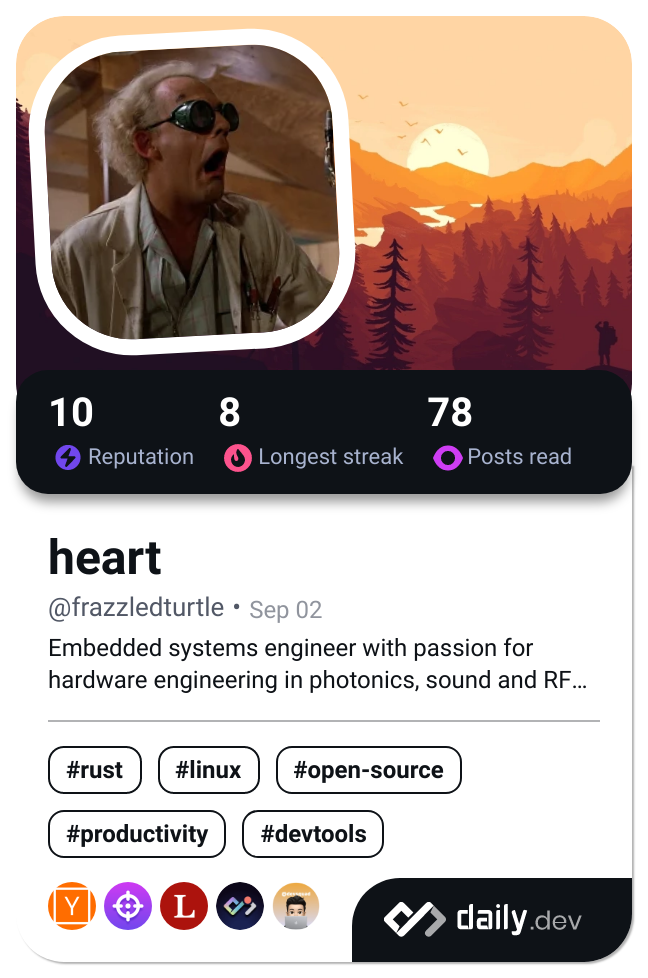 10
8
78
Reputation
Longest streak
Posts read
heart
@frazzledturtle • Sep 02
Embedded systems engineer with passion for
hardware engineering in photonics, sound and RF…
#rust
#linux
#open-source
#productivity
#devtools
Y
L
daily.dev